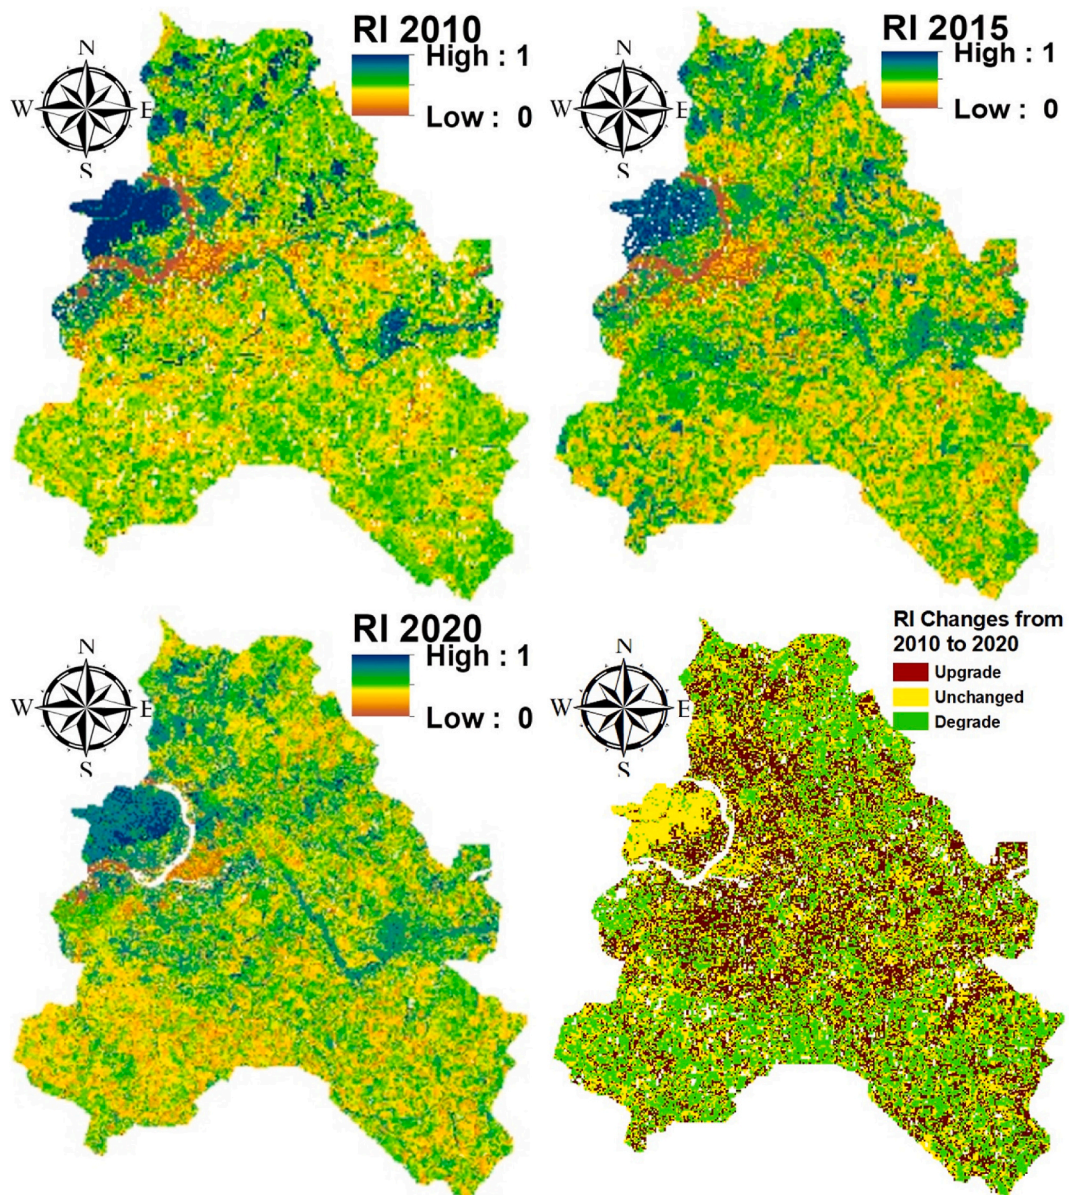 RI 2010
High : 1
Low : 0
N
W
E
S
RI 2015
High : 1
Low : 0
N
W
E
S
RI 2020
High : 1
Low : 0
N
W
E
S
RI Changes from
2010 to 2020
Upgrade
Unchanged
Degrade
N
W
E
S